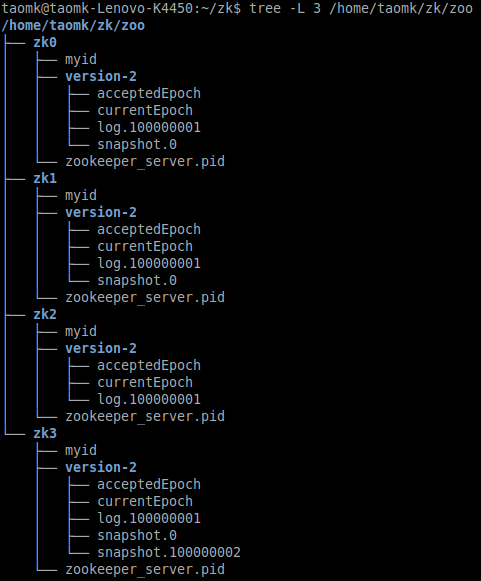 taomk@taomk-Lenovo-K4450:~/zk$ tree -L 3 /home/taomk/zk/zoo
/home/taomk/zk/zoo
├── zk0
│   ├── myid
│   ├── version-2
│   │   ├── acceptedEpoch
│   │   ├── currentEpoch
│   │   ├── log.100000001
│   │   └── snapshot.0
│   └── zookeeper_server.pid
├── zk1
│   ├── myid
│   ├── version-2
│   │   ├── acceptedEpoch
│   │   ├── currentEpoch
│   │   ├── log.100000001
│   │   └── snapshot.0
│   └── zookeeper_server.pid
├── zk2
│   ├── myid
│   ├── version-2
│   │   ├── acceptedEpoch
│   │   ├── currentEpoch
│   │   └── log.100000001
│   └── zookeeper_server.pid
└── zk3
    ├── myid
    ├── version-2
    │   ├── acceptedEpoch
    │   ├── currentEpoch
    │   ├── log.100000001
    │   ├── snapshot.0
    │   └── snapshot.100000002
    └── zookeeper_server.pid